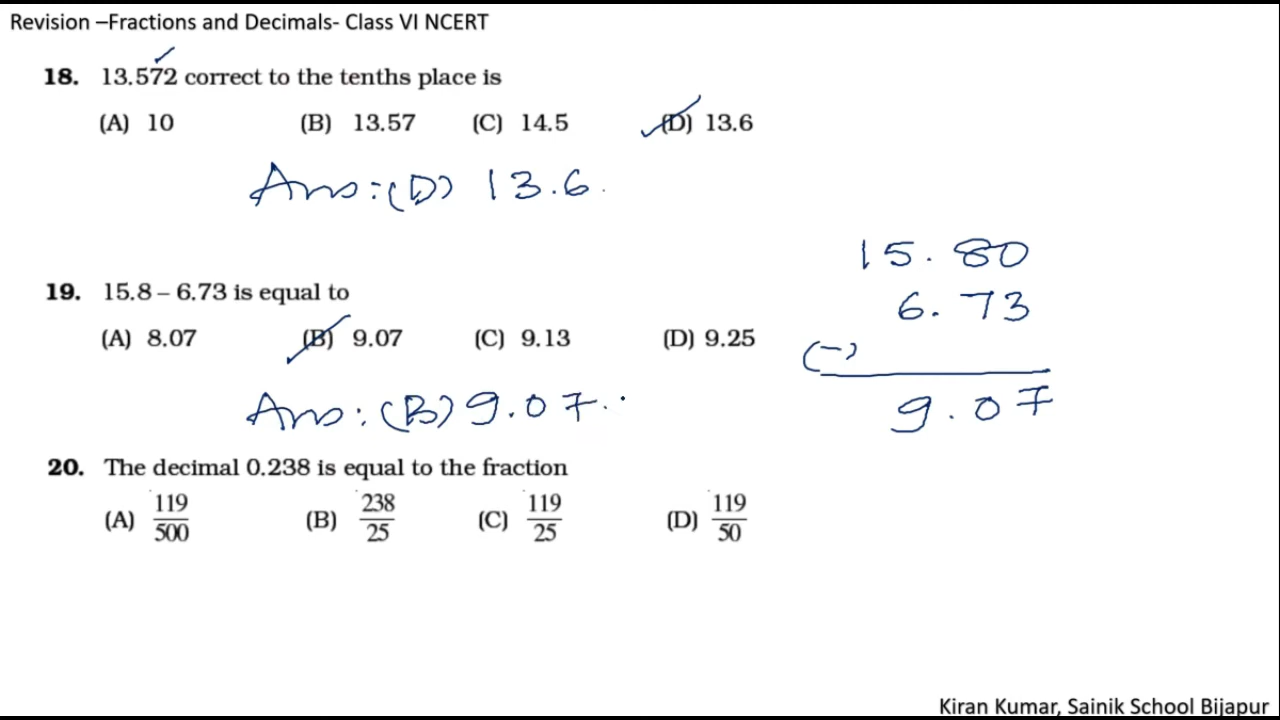 Revision –Fractions and Decimals- Class VI NCERT
18. 13.572 correct to the tenths place is
(A) 10 (B) 13.57 (C) 14.5 (D) 13.6
Ans:(D) 13.6.
15.80
19. 15.8 – 6.73 is equal to
6.73
(A) 8.07 (B) 9.07 (C) 9.13 (D) 9.25
(-)
Ans: (B) 9.07.
9.07
20. The decimal 0.238 is equal to the fraction
(A) 119/500 (B) 238/25 (C) 119/25 (D) 119/50
Kiran Kumar, Sainik School Bijapur